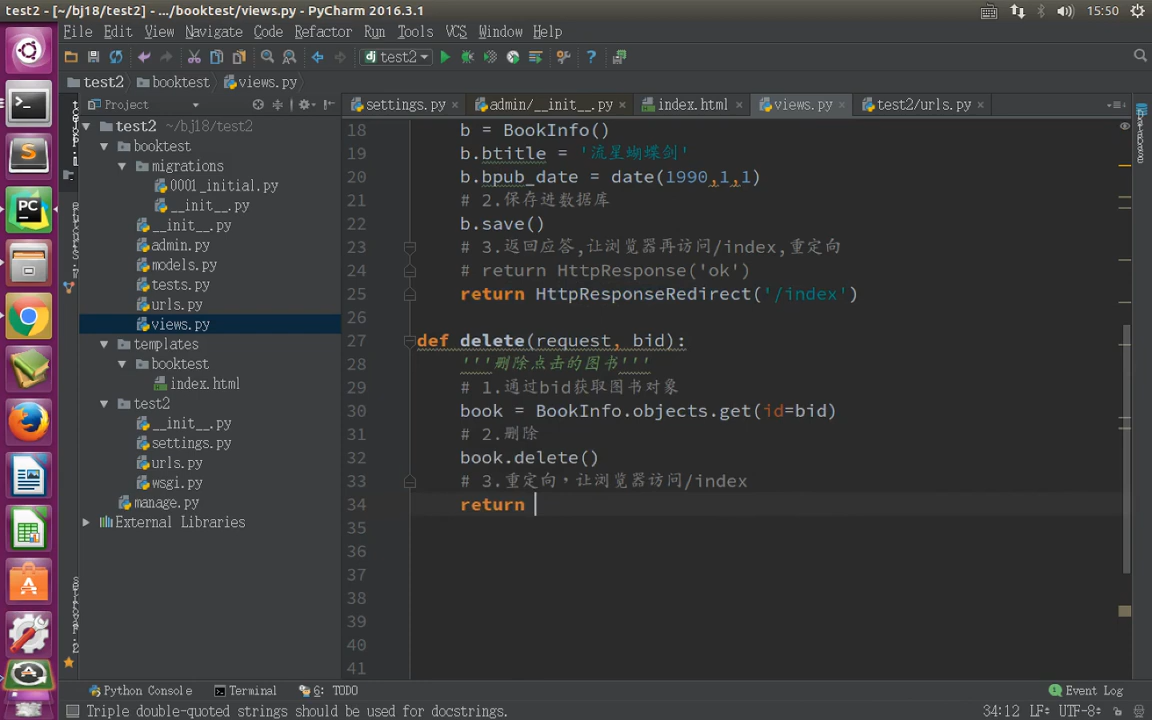 test2 - [~/bj18/test2] - .../booktest/views.py - PyCharm 2016.3.1
15:50
File Edit View Navigate Code Refactor Run Tools VCS Window Help
test2
test2 booktest views.py
Project
settings.py
admin/__init__.py
index.html
views.py
test2/urls.py
test2 ~/bj18/test2
booktest
migrations
0001_initial.py
__init__.py
__init__.py
admin.py
models.py
tests.py
urls.py
views.py
templates
booktest
index.html
test2
__init__.py
settings.py
urls.py
wsgi.py
manage.py
External Libraries
18 b = BookInfo()
19 b.btitle = '流星蝴蝶剑'
20 b.bpub_date = date(1990,1,1)
21 # 2.保存进数据库
22 b.save()
23 # 3.返回应答,让浏览器再访问/index,重定向
24 # return HttpResponse('ok')
25 return HttpResponseRedirect('/index')
26
27 def delete(request, bid):
28 '''删除点击的图书'''
29 # 1.通过bid获取图书对象
30 book = BookInfo.objects.get(id=bid)
31 # 2.删除
32 book.delete()
33 # 3.重定向，让浏览器访问/index
34 return
35
36
37
38
39
40
41
Python Console
Terminal
6: TODO
Event Log
Triple double-quoted strings should be used for docstrings.
34:12 LF÷ UTF-8÷